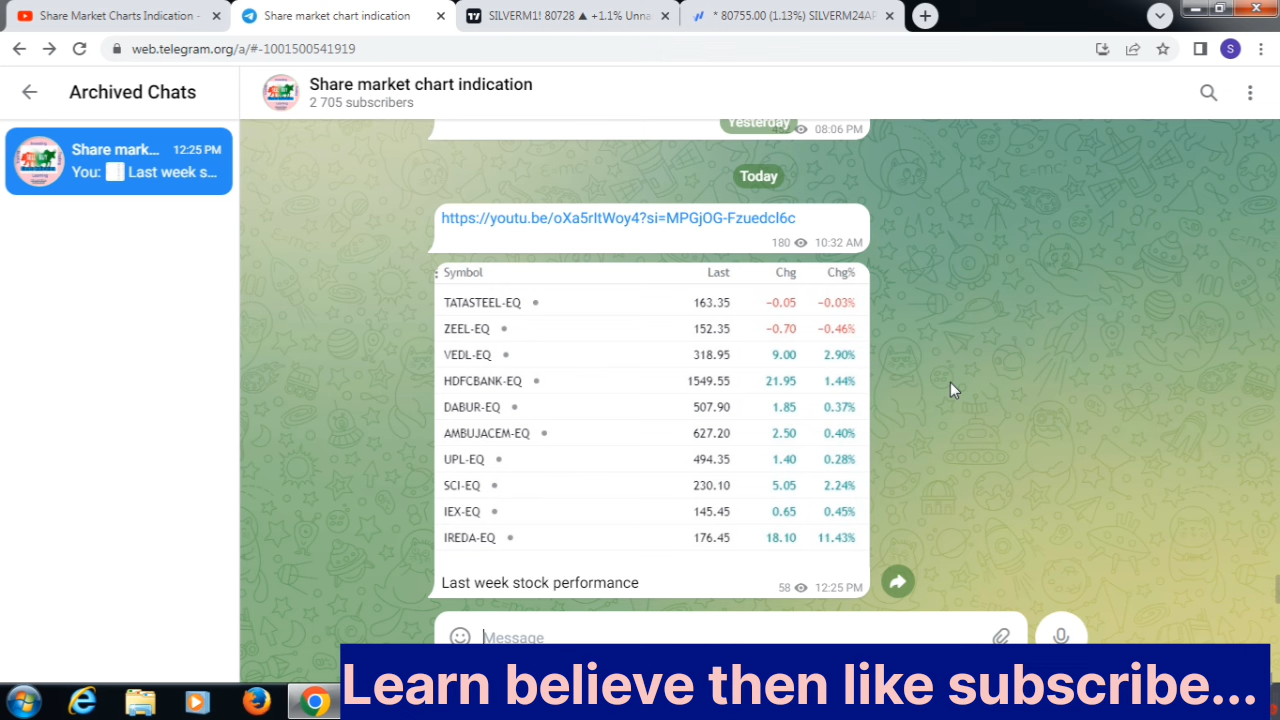 Share Market Charts Indication -
Share market chart indication
SILVERM1! 80728 ▲ +1.1% Unna
* 80755.00 (1.13%) SILVERM24AP
web.telegram.org/a/#-1001500541919
S
Archived Chats
Share market chart indication
2 705 subscribers
Share mark... 12:25 PM
You: Last week s...
Yesterday
08:06 PM
Today
https://youtu.be/oXa5rItWoy4?si=MPGjOG-Fzuedcl6c
180 10:32 AM
Symbol Last Chg Chg%
TATASTEEL-EQ 163.35 −0.05 −0.03%
ZEEL-EQ 152.35 −0.70 −0.46%
VEDL-EQ 318.95 9.00 2.90%
HDFCBANK-EQ 1549.55 21.95 1.44%
DABUR-EQ 507.90 1.85 0.37%
AMBUJACEM-EQ 627.20 2.50 0.40%
UPL-EQ 494.35 1.40 0.28%
SCI-EQ 230.10 5.05 2.24%
IEX-EQ 145.45 0.65 0.45%
IREDA-EQ 176.45 18.10 11.43%
Last week stock performance
58 12:25 PM
Message
Learn believe then like subscribe...